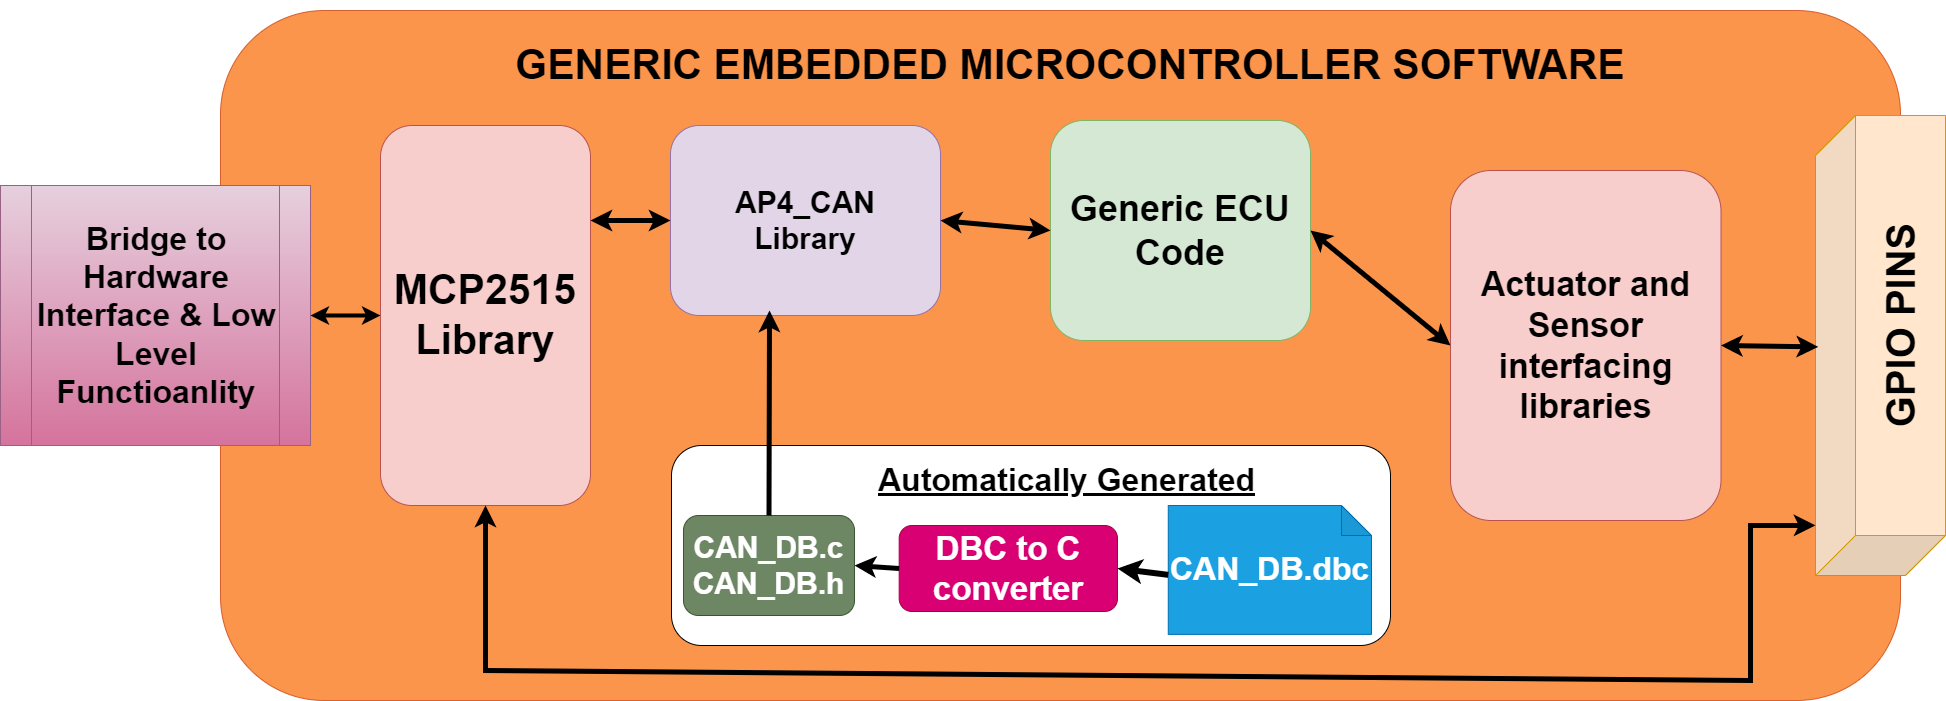 GENERIC EMBEDDED MICROCONTROLLER SOFTWARE
Bridge to
Hardware
Interface & Low
Level
Functioanlity
MCP2515
Library
AP4_CAN
Library
Generic ECU
Code
Actuator and
Sensor
interfacing
libraries
GPIO PINS
Automatically Generated
CAN_DB.c
CAN_DB.h
DBC to C
converter
CAN_DB.dbc